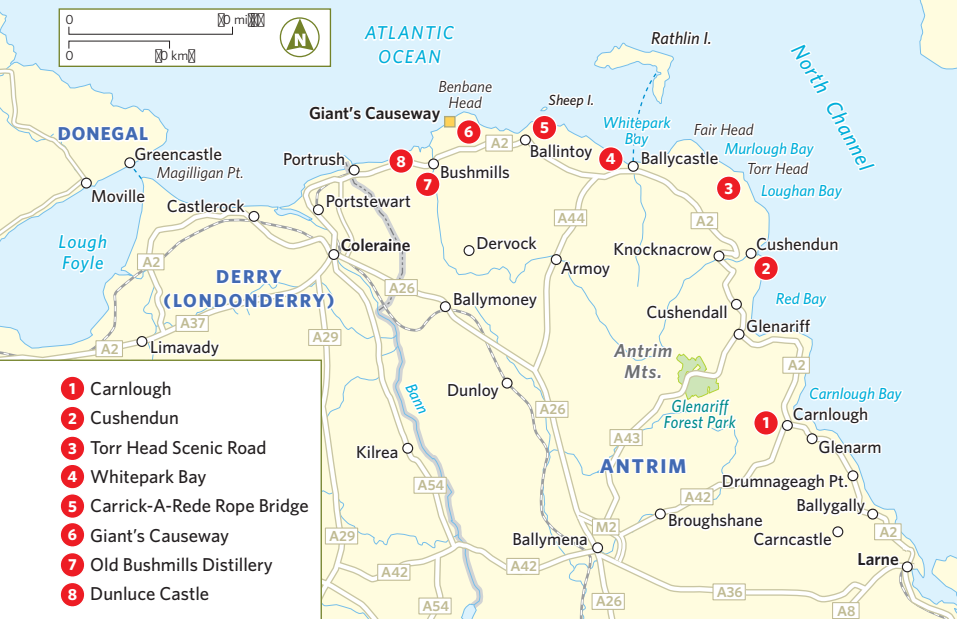 0
0 mi
0
0 km
N
ATLANTIC
OCEAN
Rathlin I.
North Channel
Benbane
Head
Sheep I.
Giant's Causeway
6
5
Whitepark
Bay
Fair Head
Murlough Bay
Torr Head
Loughan Bay
DONEGAL
Greencastle
Magilligan Pt.
Moville
Portrush
8
A2
Ballintoy
4
Ballycastle
Bushmills
7
3
Castlerock
Portstewart
A44
A2
Lough
Foyle
Coleraine
Dervock
Knocknacrow
Cushendun
A2
Armoy
2
DERRY
(LONDONDERRY)
A26
Ballymoney
Red Bay
Cushendall
A37
A29
Glenariff
A2
Limavady
Antrim
Mts.
A2
Dunloy
Bann
Glenariff
Forest Park
Carnlough Bay
A26
1
Carnlough
A43
Glenarm
Kilrea
ANTRIM
Drumnageagh Pt.
A54
A42
Ballygally
Broughshane
M2
A29
Ballymena
Carncastle
A2
Larne
A42
A42
A36
A54
A26
A8
1 Carnlough
2 Cushendun
3 Torr Head Scenic Road
4 Whitepark Bay
5 Carrick-A-Rede Rope Bridge
6 Giant's Causeway
7 Old Bushmills Distillery
8 Dunluce Castle